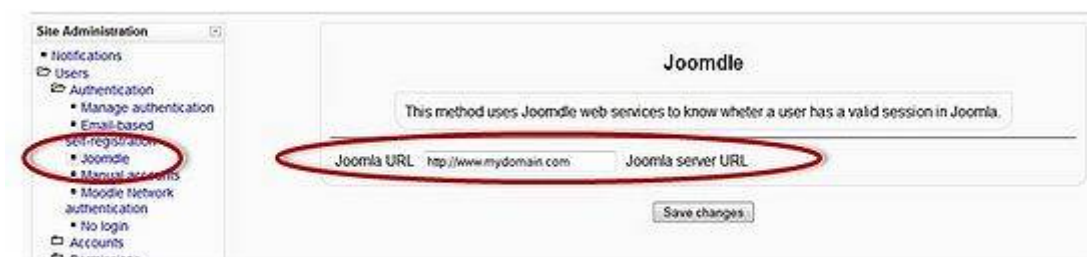 Site Administration
Notifications
Users
Authentication
Manage authentication
Email-based
self-registration
Joomdle
Manual accounts
Moodle Network
authentication
No login
Accounts
Joomdle
This method uses Joomdle web services to know wheter a user has a valid session in Joomla.
Joomla URL http://www.mydomain.com Joomla server URL
Save changes